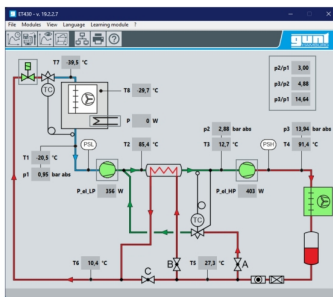 ET430 - v. 19.2.2.7
File Modules View Language Learning module ?
gunt
T7 -39,5 °C
p2/p1 3,00
p3/p2 4,88
p3/p1 14,64
TC
T8 -29,7 °C
P 0 W
p2 2,88 bar abs
p3 13,94 bar abs
T2 85,4 °C
T3 12,7 °C
T4 91,4 °C
PSL
PSH
T1 -20,5 °C
p1 0,95 bar abs
P_el_LP 356 W
P_el_HP 403 W
TC
T6 10,4 °C
C
B
T5 27,3 °C
A